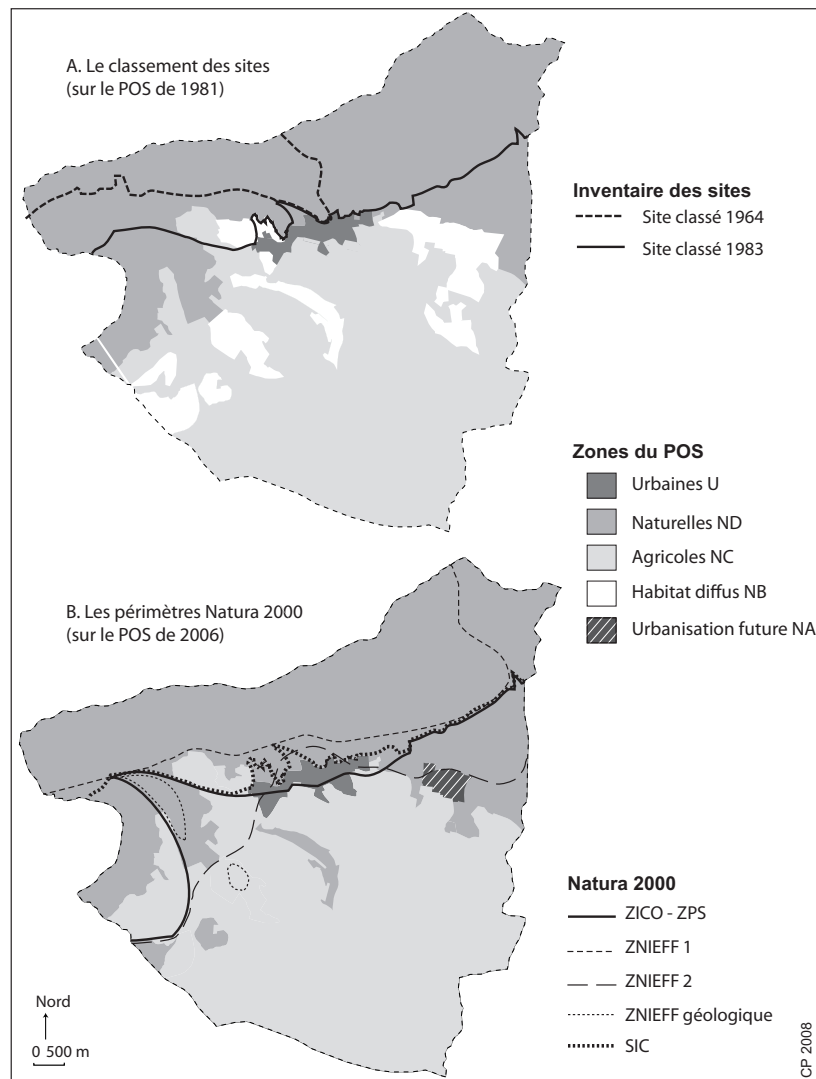 A. Le classement des sites
(sur le POS de 1981)
Inventaire des sites
Site classé 1964
Site classé 1983
Zones du POS
Urbaines U
Naturelles ND
Agricoles NC
Habitat diffus NB
Urbanisation future NA
B. Les périmètres Natura 2000
(sur le POS de 2006)
Natura 2000
ZICO - ZPS
ZNIEFF 1
ZNIEFF 2
ZNIEFF géologique
SIC
Nord
0 500 m
CP 2008